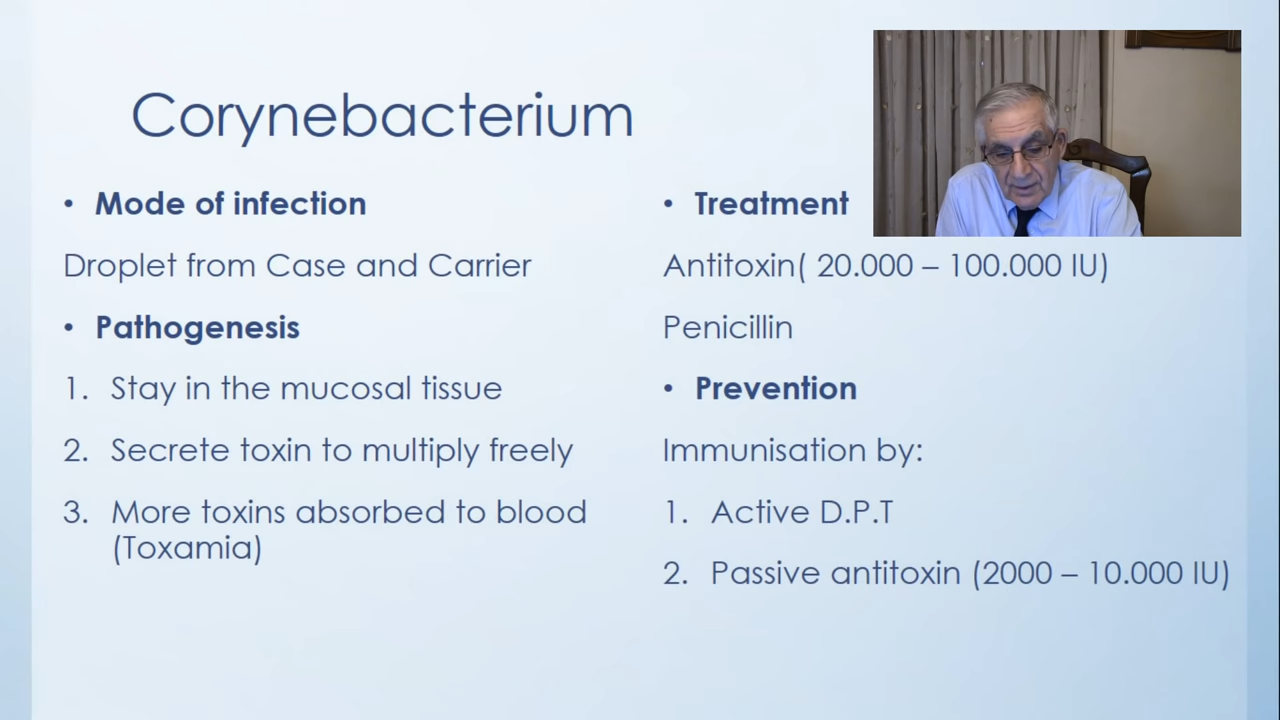 Corynebacterium
• Mode of infection
Droplet from Case and Carrier
• Pathogenesis
1. Stay in the mucosal tissue
2. Secrete toxin to multiply freely
3. More toxins absorbed to blood
(Toxamia)
• Treatment
Antitoxin( 20.000 – 100.000 IU)
Penicillin
• Prevention
Immunisation by:
1. Active D.P.T
2. Passive antitoxin (2000 – 10.000 IU)